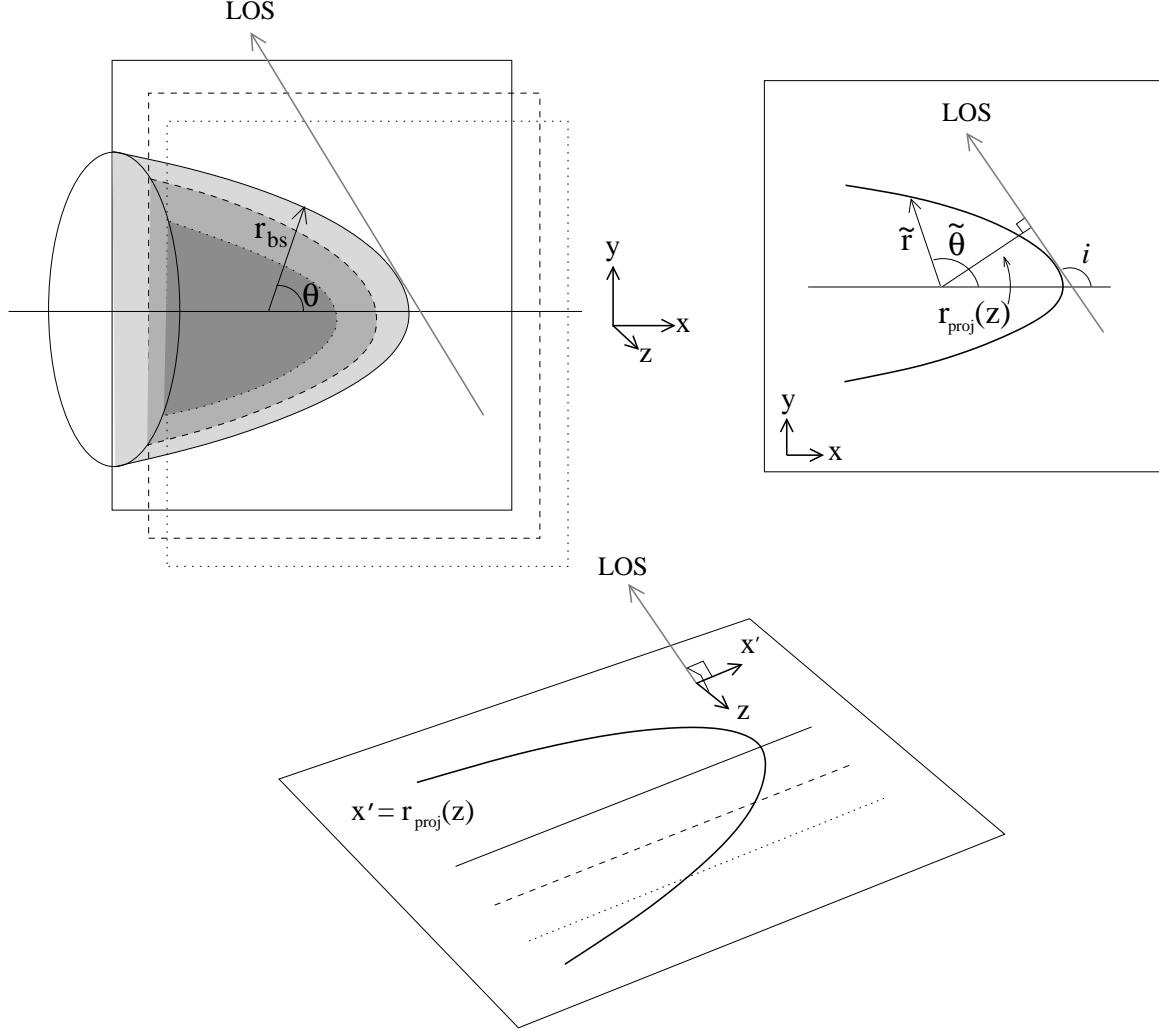 LOS
r_bs
θ
y
x
z
LOS
r̃
θ̃
i
r_proj(z)
y
x
LOS
x′
z
x′ = r_proj(z)